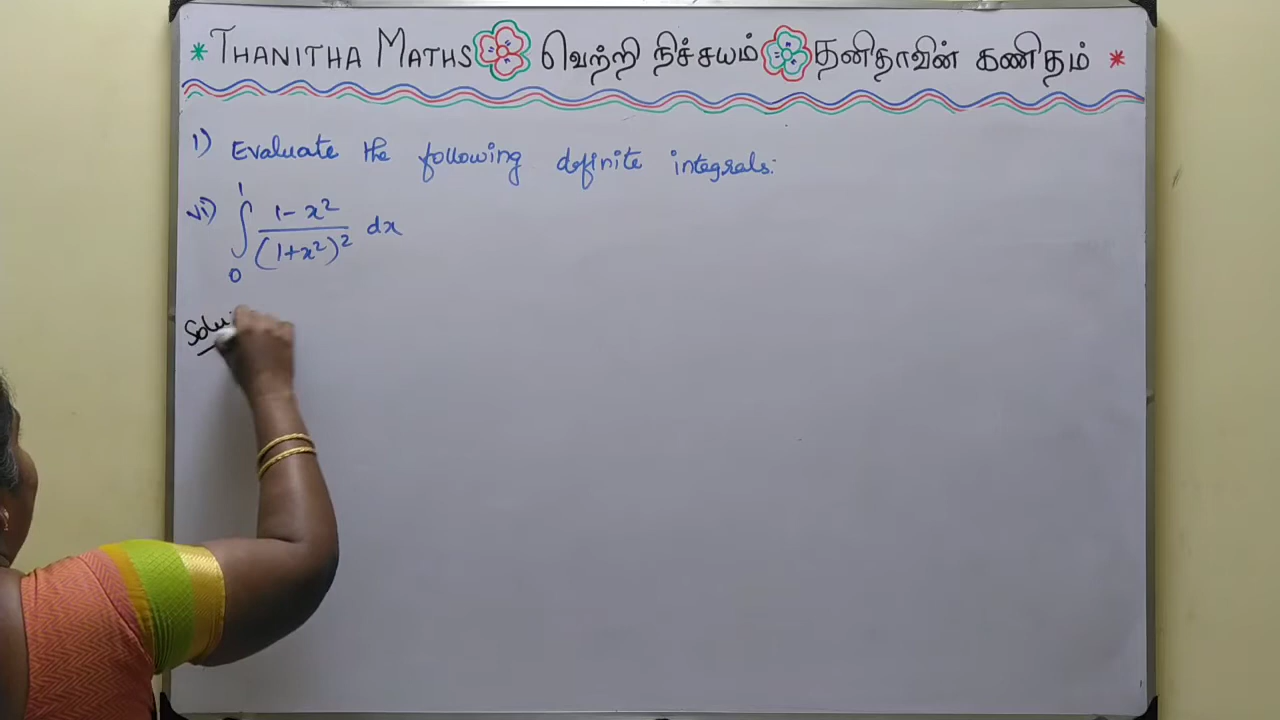 * THANITHA MATHS வெற்றி நிச்சயம் தனிதாவின் கணிதம் *
1) Evaluate the following definite integrals:
vi) ∫₀¹ (1-x²)/(1+x²)² dx
Solu: